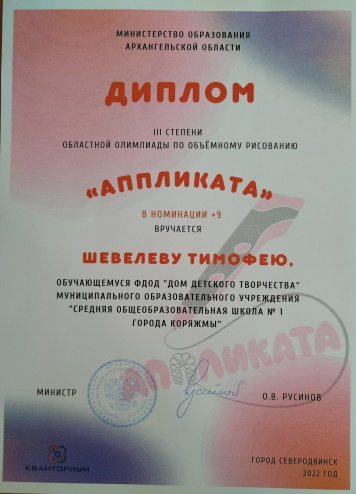 МИНИСТЕРСТВО ОБРАЗОВАНИЯ
АРХАНГЕЛЬСКОЙ ОБЛАСТИ
ДИПЛОМ
III СТЕПЕНИ
ОБЛАСТНОЙ ОЛИМПИАДЫ ПО ОБЪЁМНОМУ РИСОВАНИЮ
«АППЛИКАТА»
В НОМИНАЦИИ +9
ВРУЧАЕТСЯ
ШЕВЕЛЕВУ ТИМОФЕЮ,
ОБУЧАЮЩЕМУСЯ ФДОД "ДОМ ДЕТСКОГО ТВОРЧЕСТВА"
МУНИЦИПАЛЬНОГО ОБРАЗОВАТЕЛЬНОГО УЧРЕЖДЕНИЯ
"СРЕДНЯЯ ОБЩЕОБРАЗОВАТЕЛЬНАЯ ШКОЛА № 1
ГОРОДА КОРЯЖМЫ"
АППЛИКАТА
МИНИСТР
О.В. РУСИНОВ
КВАНТОРИУМ
ГОРОД СЕВЕРОДВИНСК
2022 ГОД